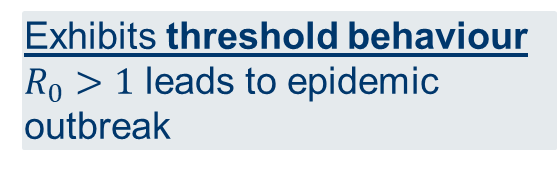 Exhibits threshold behaviour
R₀ > 1 leads to epidemic
outbreak